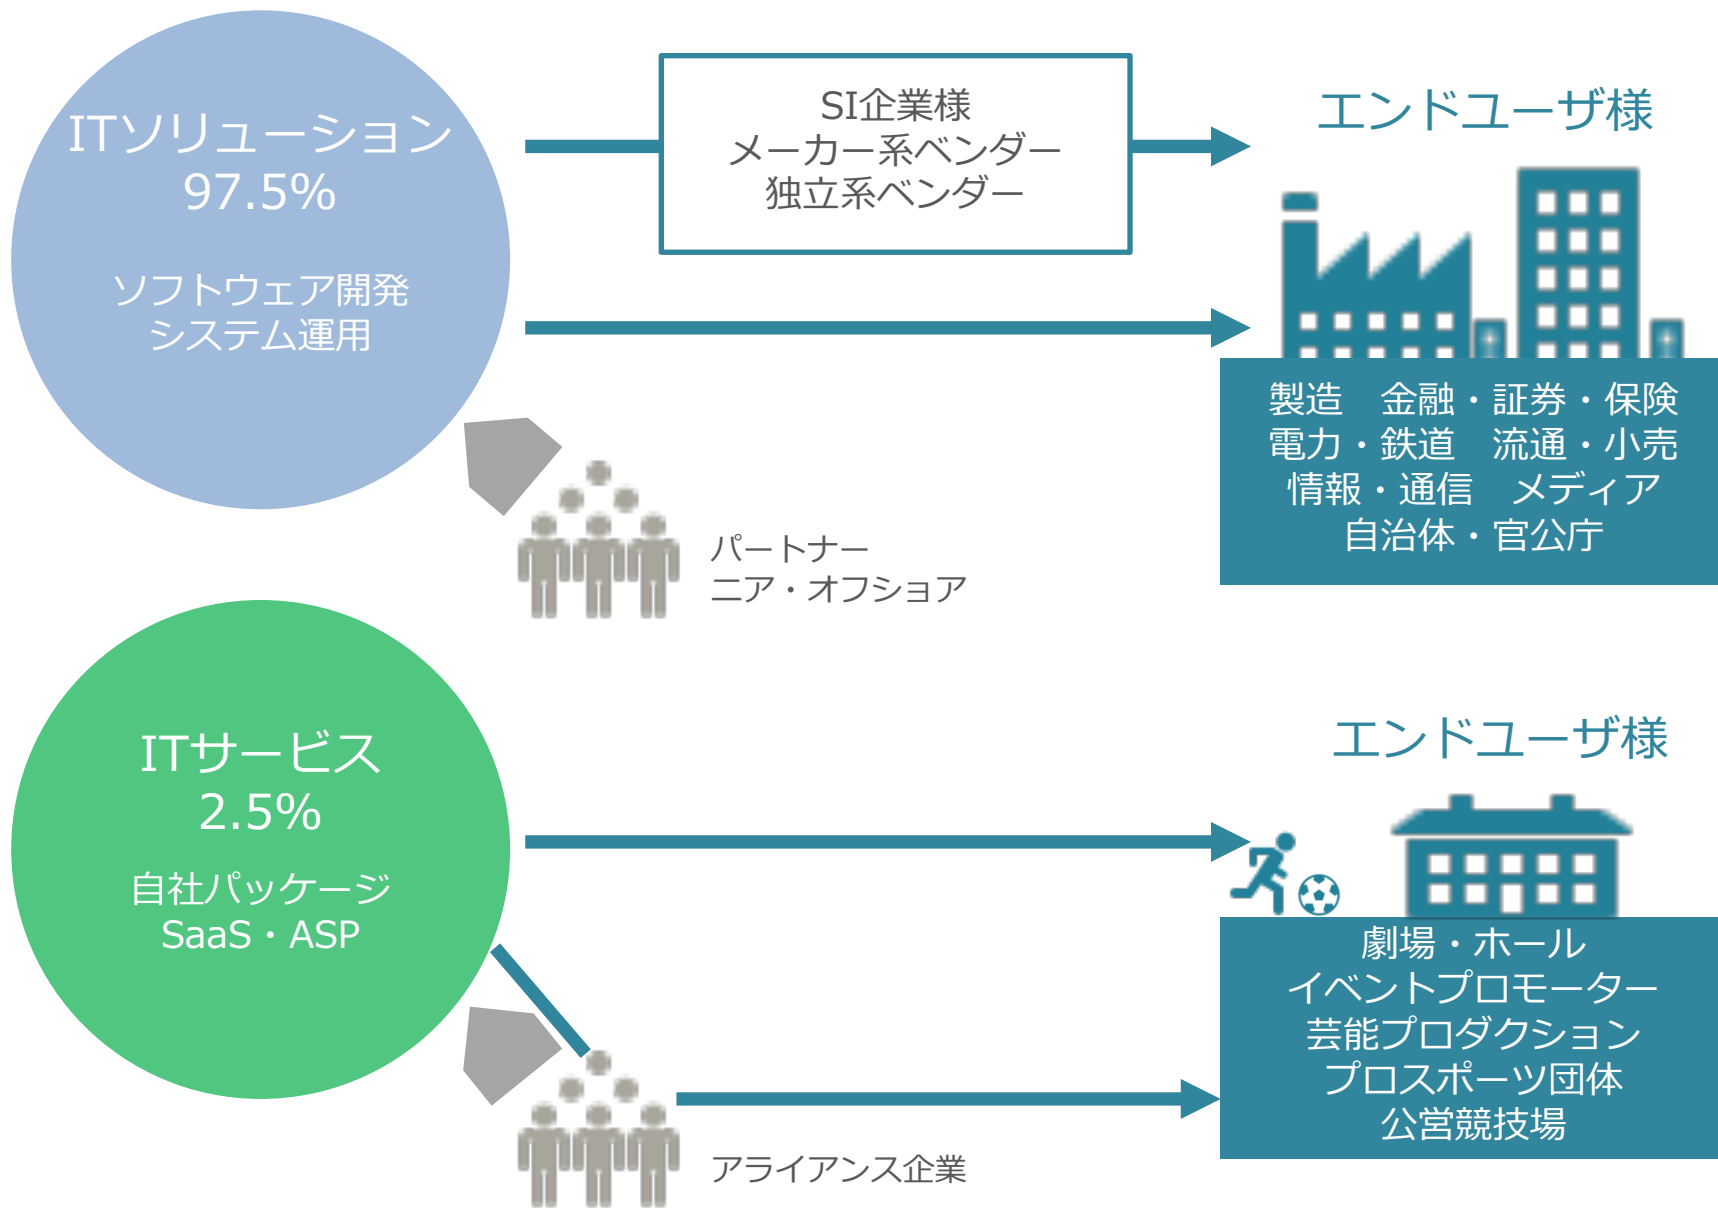 ITソリューション
97.5%
ソフトウェア開発
システム運用
SI企業様
メーカー系ベンダー
独立系ベンダー
エンドユーザ様
製造　金融・証券・保険
電力・鉄道　流通・小売
情報・通信　メディア
自治体・官公庁
パートナー
ニア・オフショア
ITサービス
2.5%
自社パッケージ
SaaS・ASP
エンドユーザ様
劇場・ホール
イベントプロモーター
芸能プロダクション
プロスポーツ団体
公営競技場
アライアンス企業